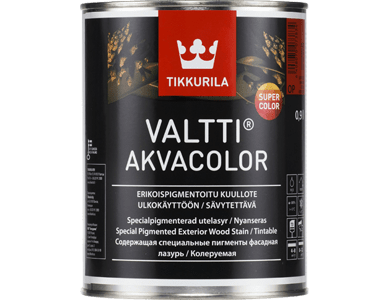 TIKKURILA
SUPER
COLOR
0,9
VALTTI®
AKVACOLOR
ERIKOISPIGMENTOITU KUULLOTE
ULKOKÄYTTÖÖN / SÄVYTETTÄVÄ
Specialpigmenterad utelasyr / Nyanseras
Special Pigmented Exterior Wood Stain / Tintable
Содержащая специальные пигменты фасадная
лазурь / Колеруемая